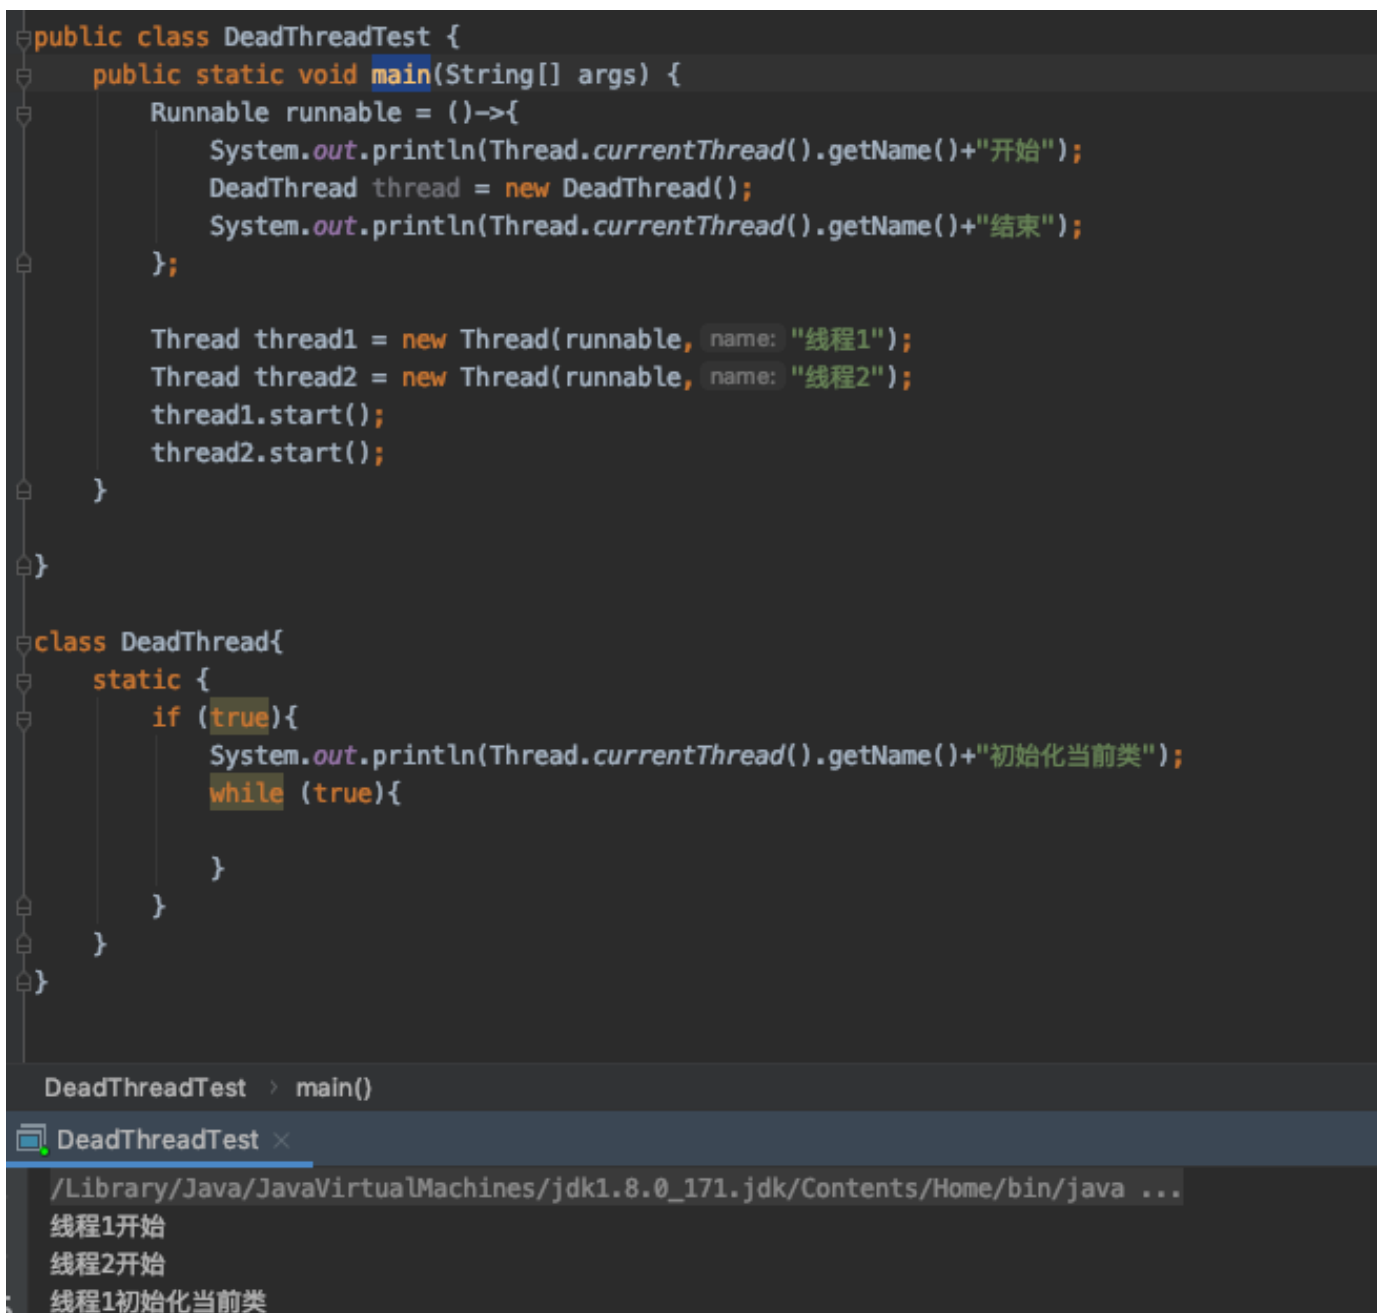 public class DeadThreadTest {
    public static void main(String[] args) {
        Runnable runnable = ()->{
            System.out.println(Thread.currentThread().getName()+"开始");
            DeadThread thread = new DeadThread();
            System.out.println(Thread.currentThread().getName()+"结束");
        };
        Thread thread1 = new Thread(runnable, name: "线程1");
        Thread thread2 = new Thread(runnable, name: "线程2");
        thread1.start();
        thread2.start();
    }
}
class DeadThread{
    static {
        if (true){
            System.out.println(Thread.currentThread().getName()+"初始化当前类");
            while (true){
            }
        }
    }
}
DeadThreadTest › main()
DeadThreadTest ×
/Library/Java/JavaVirtualMachines/jdk1.8.0_171.jdk/Contents/Home/bin/java ...
线程1开始
线程2开始
线程1初始化当前类